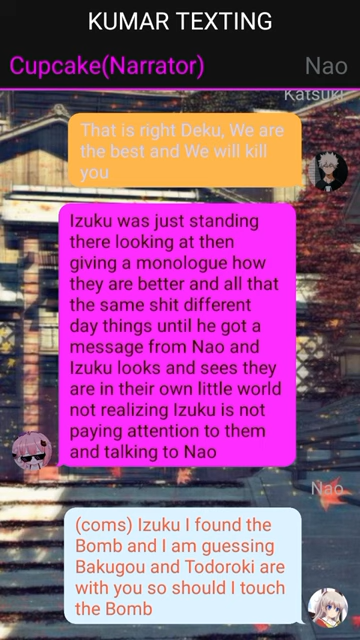 KUMAR TEXTING
Cupcake(Narrator)
Nao
Katsuki
That is right Deku, We are
the best and We will kill
you
Izuku was just standing
there looking at then
giving a monologue how
they are better and all that
the same shit different
day things until he got a
message from Nao and
Izuku looks and sees they
are in their own little world
not realizing Izuku is not
paying attention to them
and talking to Nao
Nao
(coms) Izuku I found the
Bomb and I am guessing
Bakugou and Todoroki are
with you so should I touch
the Bomb